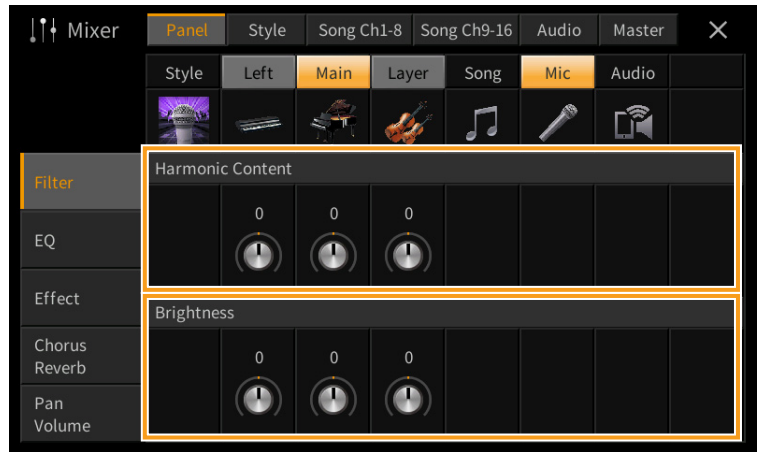 Mixer
Panel
Style
Song Ch1-8
Song Ch9-16
Audio
Master
Style
Left
Main
Layer
Song
Mic
Audio
Filter
Harmonic Content
0
0
0
EQ
Effect
Brightness
Chorus
Reverb
0
0
0
Pan
Volume